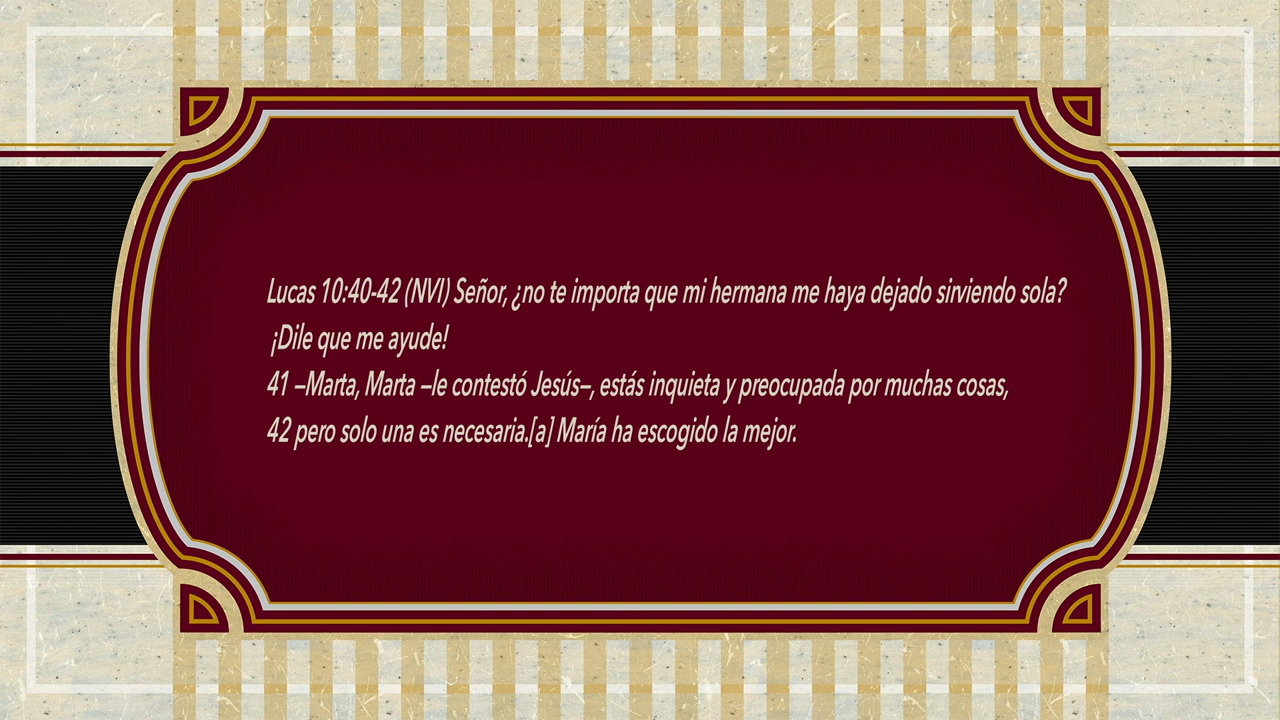 Lucas 10:40-42 (NVI) Señor, ¿no te importa que mi hermana me haya dejado sirviendo sola?
¡Dile que me ayude!
41 —Marta, Marta —le contestó Jesús—, estás inquieta y preocupada por muchas cosas,
42 pero solo una es necesaria.[a] María ha escogido la mejor.